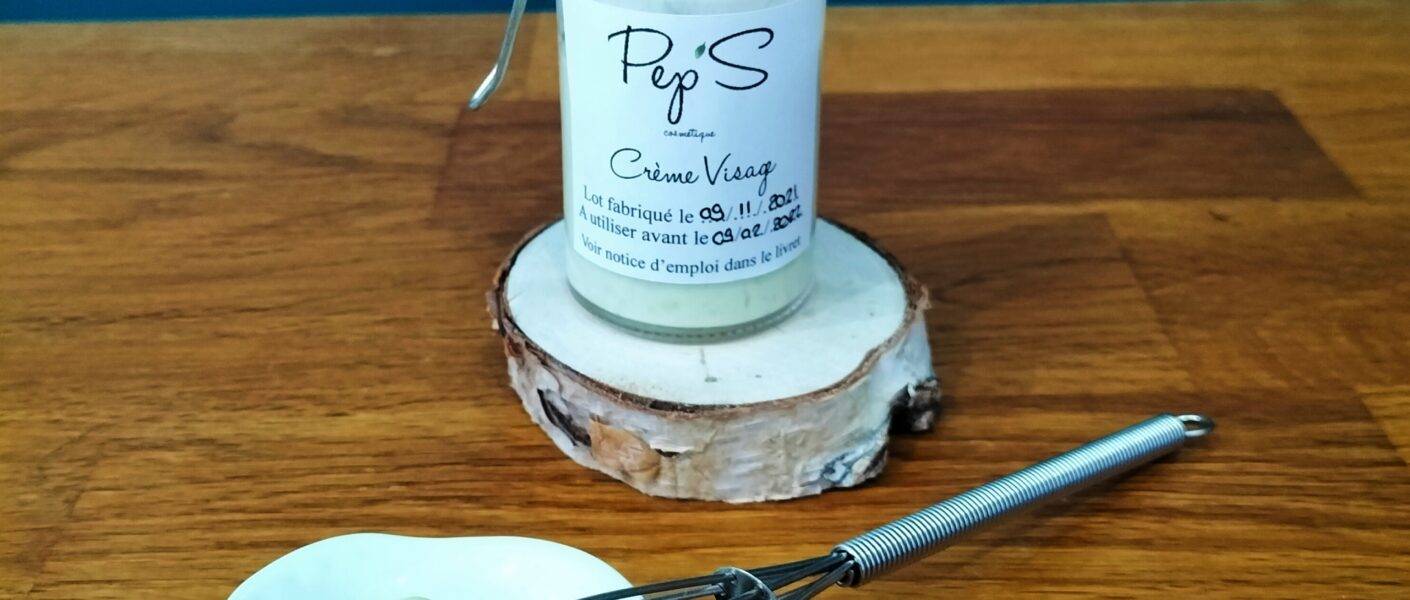 Pep'S
cosmétique
Crème Visage
Lot fabriqué le 09/.11/.2021
A utiliser avant le 09/02/.2022
Voir notice d'emploi dans le livret